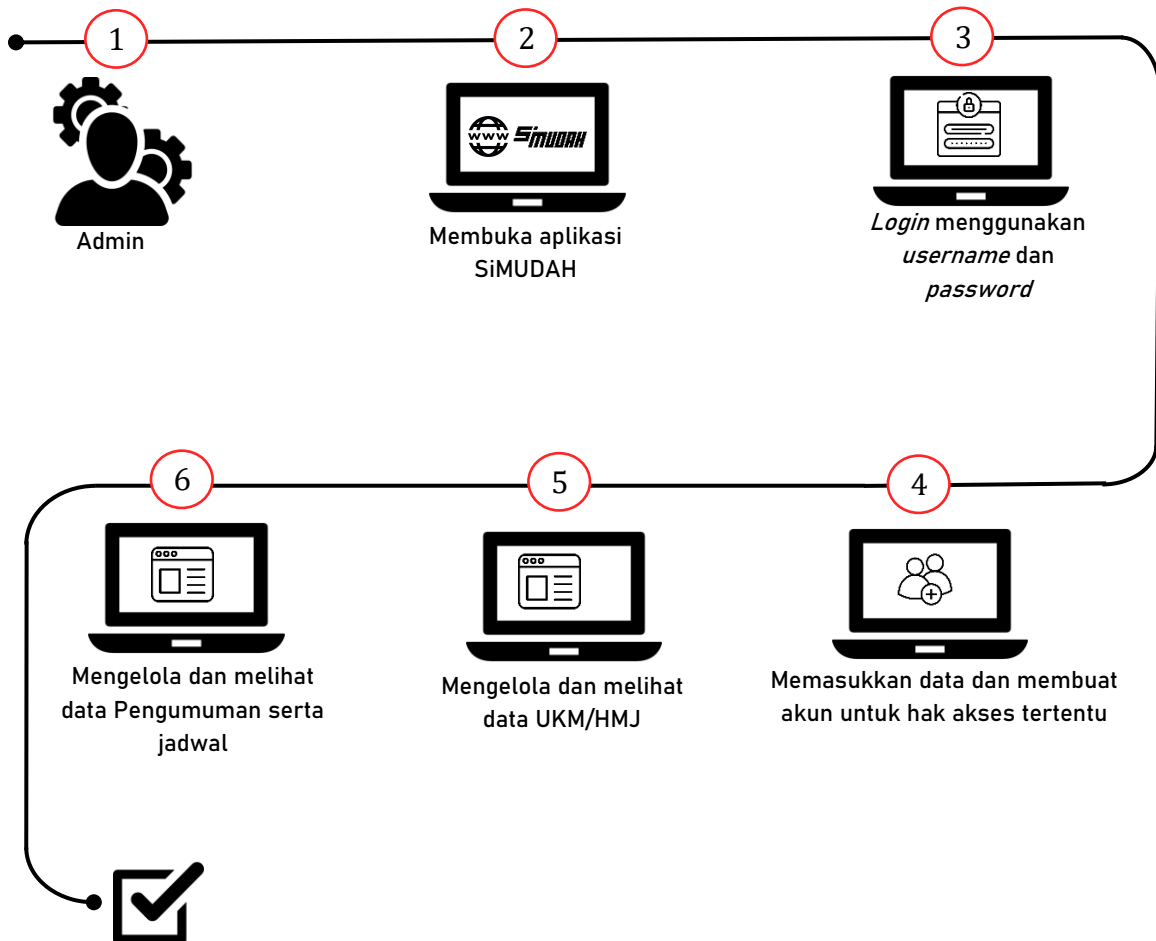 1
2
3
Admin
www SiMUDAH
Membuka aplikasi
SiMUDAH
Login menggunakan
username dan
password
4
5
6
Memasukkan data dan membuat
akun untuk hak akses tertentu
Mengelola dan melihat
data UKM/HMJ
Mengelola dan melihat
data Pengumuman serta
jadwal